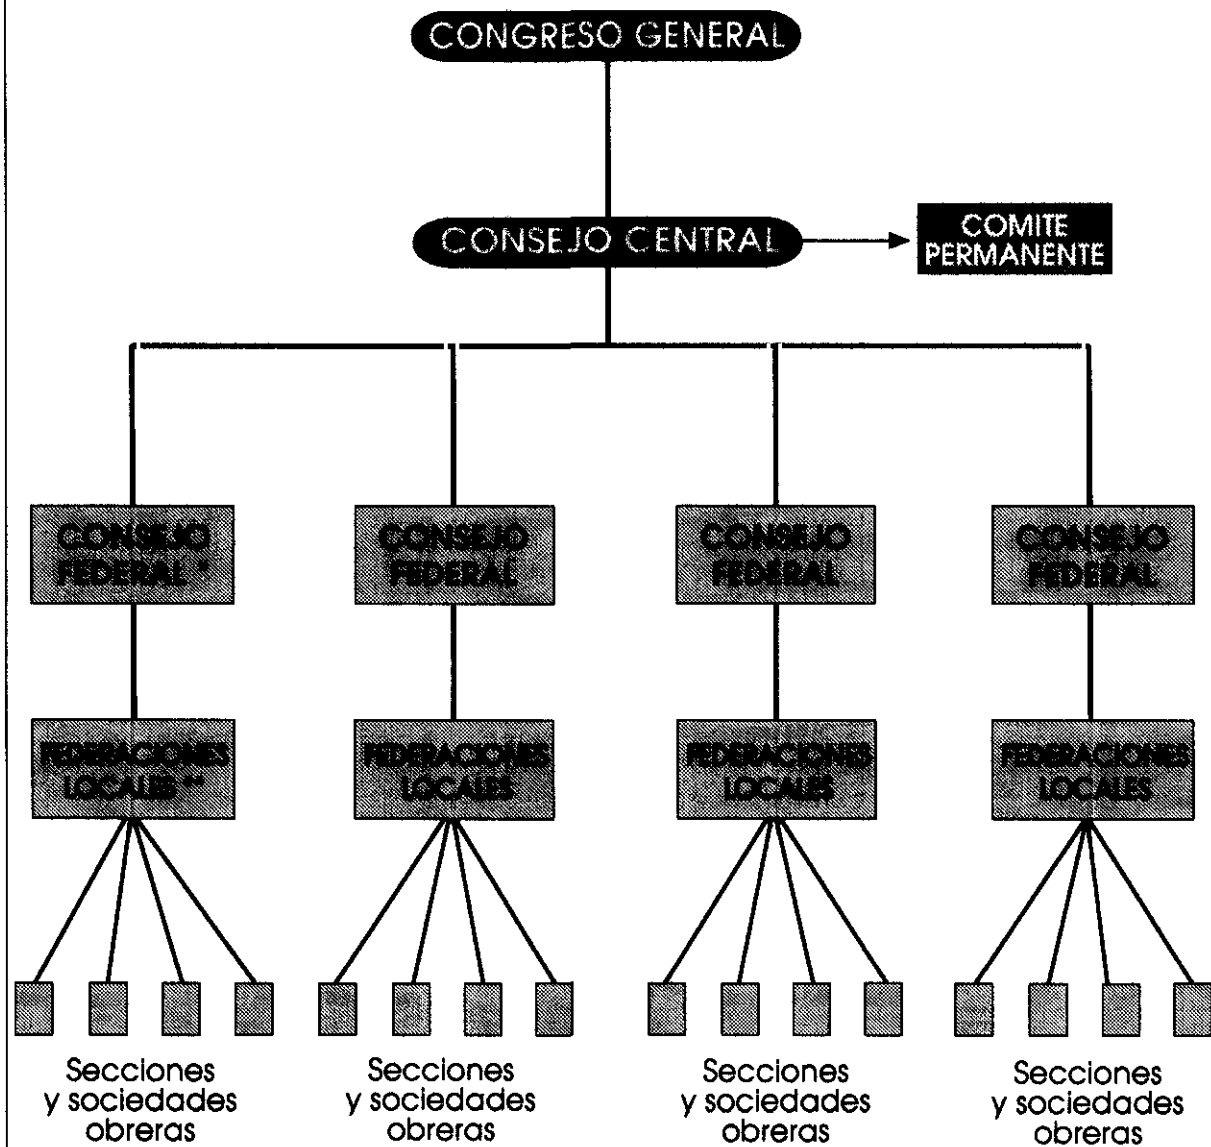 CONGRESO GENERAL
CONSEJO CENTRAL
COMITE
PERMANENTE
CONSEJO
FEDERAL *
CONSEJO
FEDERAL
CONSEJO
FEDERAL
CONSEJO
FEDERAL
FEDERACIONES
LOCALES **
FEDERACIONES
LOCALES
FEDERACIONES
LOCALES
FEDERACIONES
LOCALES
Secciones
y sociedades
obreras
Secciones
y sociedades
obreras
Secciones
y sociedades
obreras
Secciones
y sociedades
obreras